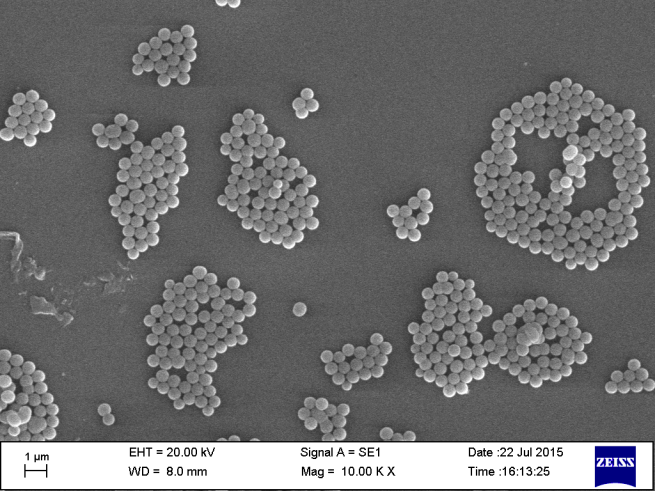 1 µm
EHT = 20.00 kV
Signal A = SE1
Date :22 Jul 2015
WD = 8.0 mm
Mag = 10.00 K X
Time :16:13:25
ZEISS